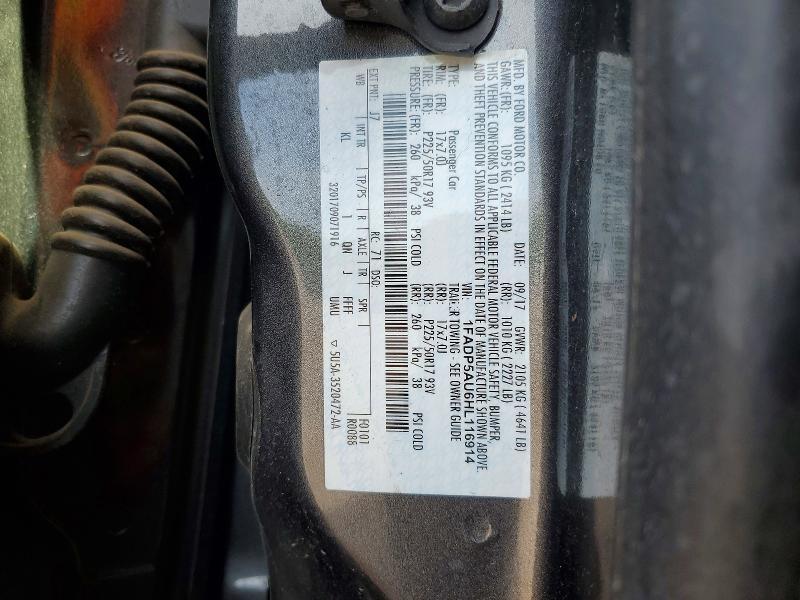 MFD. BY FORD MOTOR CO.
DATE: 09/17 GVWR: 2105 KG ( 4641 LB)
GAWR:(FR): 1095 KG ( 2414 LB) (RR): 1010 KG ( 2227 LB)
THIS VEHICLE CONFORMS TO ALL APPLICABLE FEDERAL MOTOR VEHICLE SAFETY, BUMPER,
AND THEFT PREVENTION STANDARDS IN EFFECT ON THE DATE OF MANUFACTURE SHOWN ABOVE.
VIN: 1FADP5AU6HL116914
TYPE: Passenger Car TRAILER TOWING - SEE OWNER GUIDE
RIM: (FR): 17x7.0J (RR): 17x7.0J
TIRE: (FR): P225/50R17 93V (RR): P225/50R17 93V
PRESSURE (FR): 260 kPa/ 38 PSI COLD (RR): 260 kPa/ 38 PSI COLD
EXT PNT: J7 RC: 71 DSO: F0101
WB INT TR TP/PS R AXLE TR SPR R0088
KL 1 QN J FFFF UMU
3201709071916 ▽ 5U5A-3520472-AA